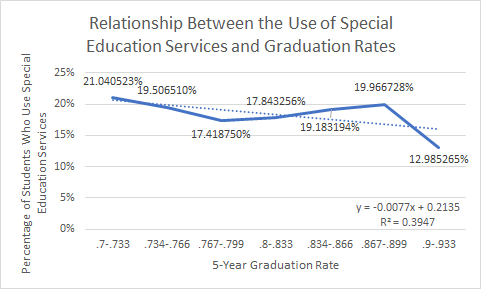 Relationship Between the Use of Special
Education Services and Graduation Rates
Percentage of Students Who Use Special
Education Services
25%
20%
15%
10%
5%
0%
21.040523%
19.506510%
17.418750%
17.843256%
19.183194%
19.966728%
12.985265%
y = -0.0077x + 0.2135
R² = 0.3947
.7-.733
.734-.766
.767-.799
.8-.833
.834-.866
.867-.899
.9-.933
5-Year Graduation Rate